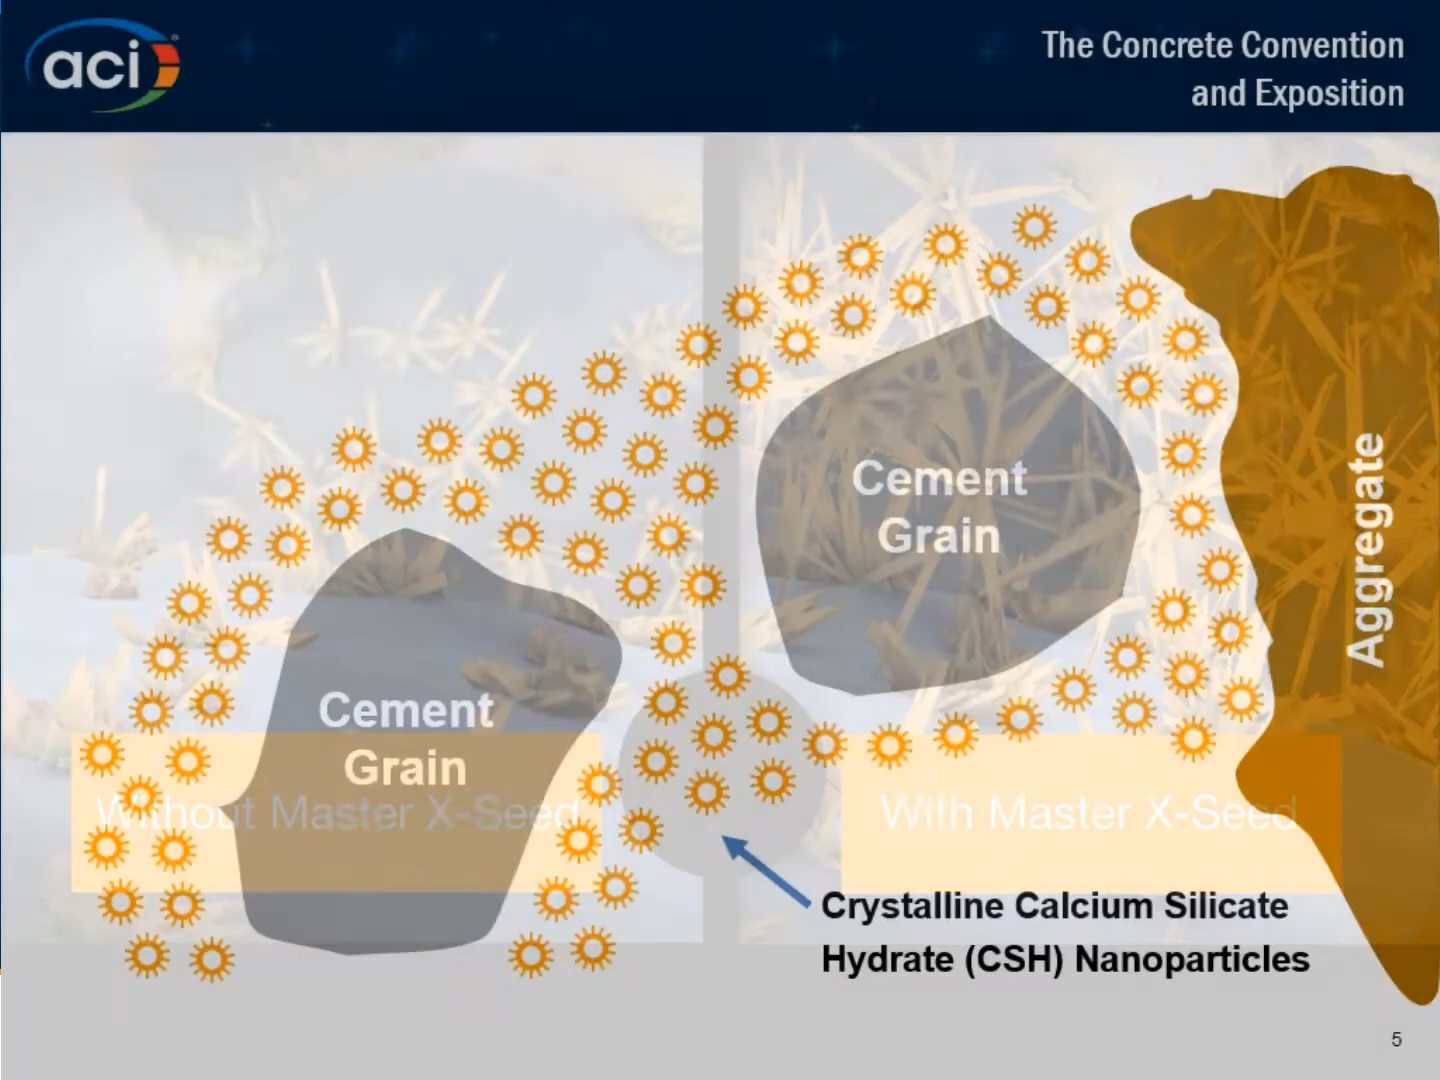 aci
The Concrete Convention
and Exposition
Cement
Grain
Aggregate
Cement
Grain
Without Master X-Seed
With Master X-Seed
Crystalline Calcium Silicate
Hydrate (CSH) Nanoparticles
5